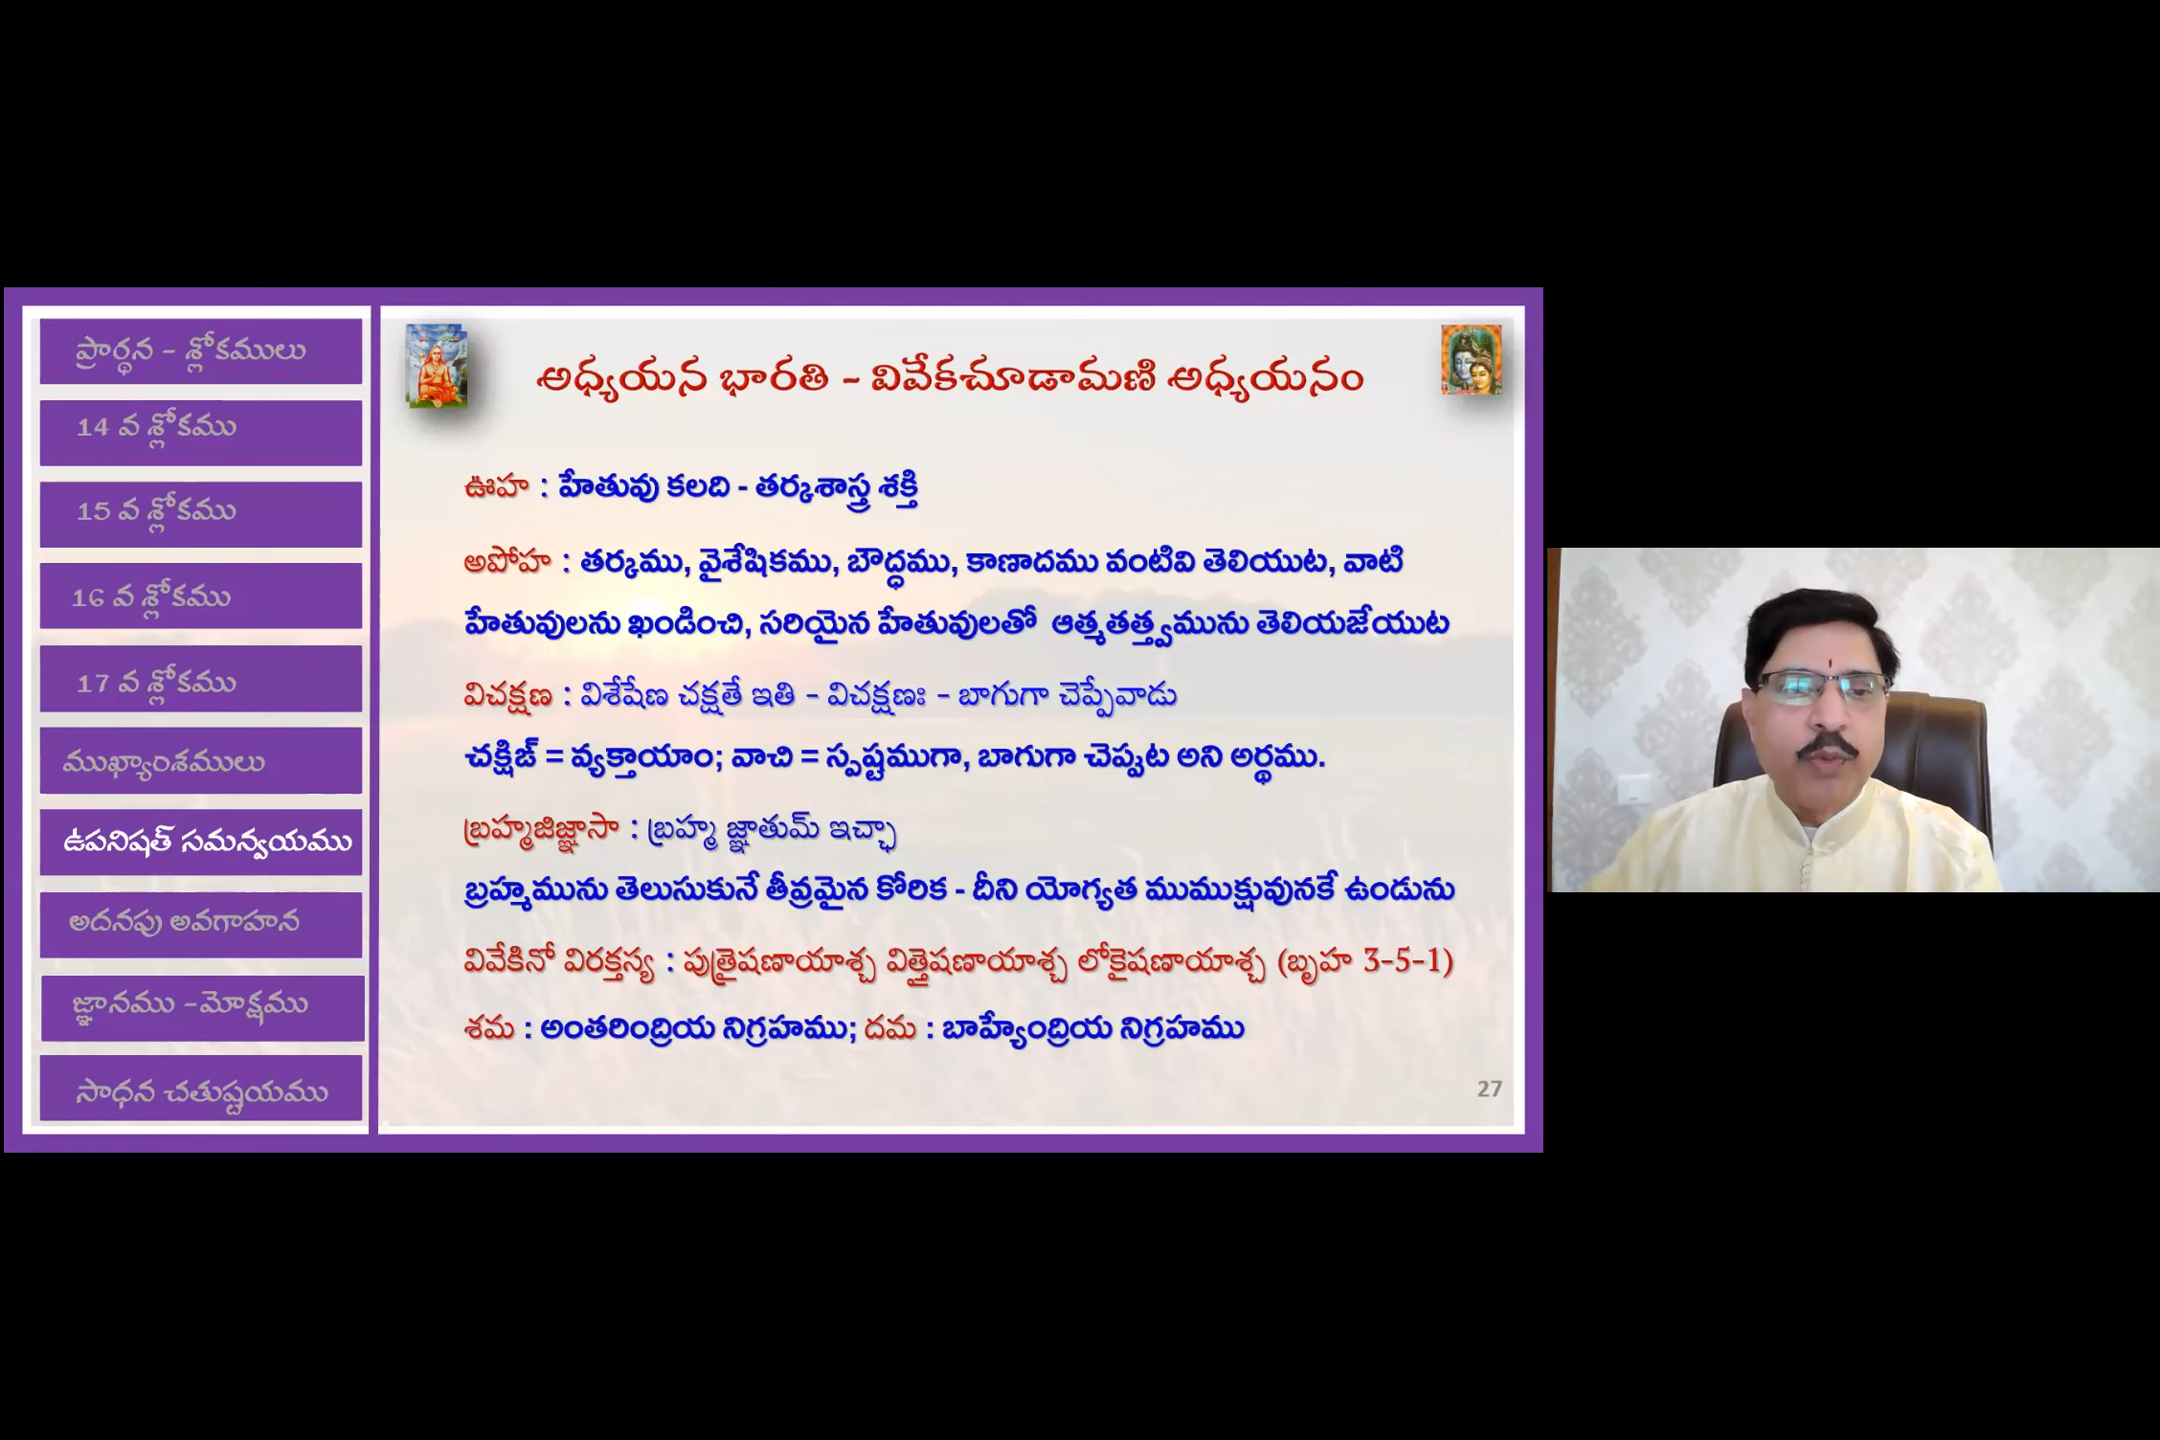 ప్రార్థన - శ్లోకములు
14 వ శ్లోకము
15 వ శ్లోకము
16 వ శ్లోకము
17 వ శ్లోకము
ముఖ్యాంశములు
ఉపనిషత్ సమన్వయము
అదనపు అవగాహన
జ్ఞానము -మోక్షము
సాధన చతుష్టయము
అధ్యయన భారతి - వివేకచూడామణి అధ్యయనం
ఊహ : హేతువు కలది - తర్కశాస్త్ర శక్తి
అపోహ : తర్కము, వైశేషికము, బౌద్ధము, కాణాదము వంటివి తెలియుట, వాటి
హేతువులను ఖండించి, సరియైన హేతువులతో ఆత్మతత్త్వమును తెలియజేయుట
విచక్షణ : విశేషేణ చక్షతే ఇతి - విచక్షణః - బాగుగా చెప్పేవాడు
చక్షిఙ్ = వ్యక్తాయాం; వాచి = స్పష్టముగా, బాగుగా చెప్పుట అని అర్థము.
బ్రహ్మజిజ్ఞాసా : బ్రహ్మ జ్ఞాతుమ్ ఇచ్ఛా
బ్రహ్మమును తెలుసుకునే తీవ్రమైన కోరిక - దీని యోగ్యత ముముక్షువునకే ఉండును
వివేకినో విరక్తస్య : పుత్రైషణాయాశ్చ విత్తైషణాయాశ్చ లోకైషణాయాశ్చ (బృహ 3-5-1)
శమ : అంతరింద్రియ నిగ్రహము; దమ : బాహ్యేంద్రియ నిగ్రహము
27